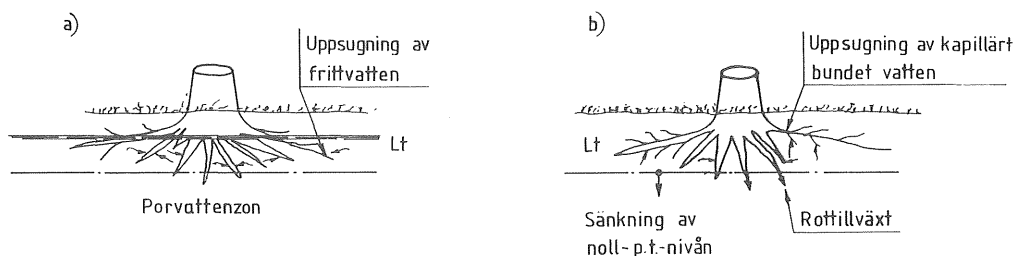 a)
Uppsugning av
frittvatten
Lt
Porvattenzon
b)
Uppsugning av kapillärt
bundet vatten
Lt
Sänkning av
noll-p.t.-nivån
Rottillväxt